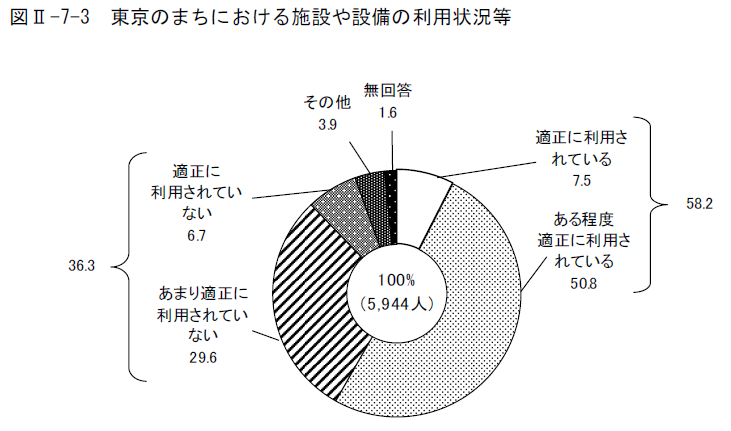 図Ⅱ-7-3 東京のまちにおける施設や設備の利用状況等
無回答
1.6
その他
3.9
適正に利用さ
れている
7.5
58.2
ある程度
適正に利用さ
れている
50.8
適正に
利用されてい
ない
6.7
36.3
あまり適正に
利用されてい
ない
29.6
100%
(5,944人)